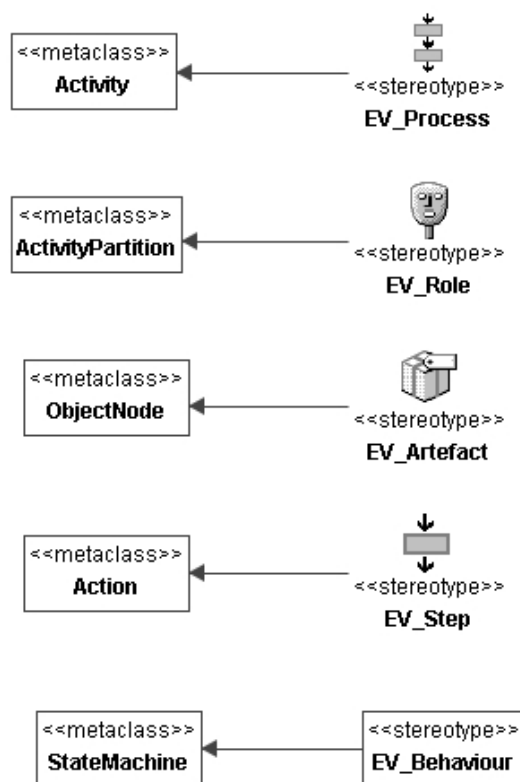 <<metaclass>>
Activity
<<stereotype>>
EV_Process
<<metaclass>>
ActivityPartition
<<stereotype>>
EV_Role
<<metaclass>>
ObjectNode
<<stereotype>>
EV_Artefact
<<metaclass>>
Action
<<stereotype>>
EV_Step
<<metaclass>>
StateMachine
<<stereotype>>
EV_Behaviour